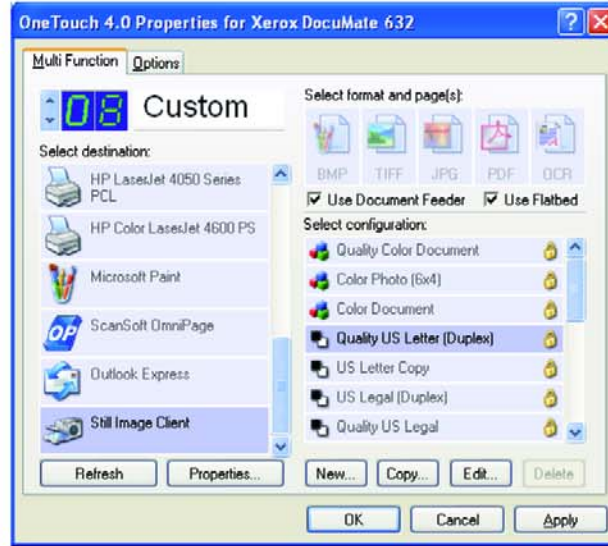 OneTouch 4.0 Properties for Xerox DocuMate 632
Multi Function
Options
08
Custom
Select destination:
HP LaserJet 4050 Series
PCL
HP Color LaserJet 4600 PS
Microsoft Paint
OP
ScanSoft OmniPage
Outlook Express
Still Image Client
Refresh
Properties...
Select format and page(s):
BMP
TIFF
JPG
PDF
OCR
Use Document Feeder
Use Flatbed
Select configuration:
Quality Color Document
Color Photo (6x4)
Color Document
Quality US Letter (Duplex)
US Letter Copy
US Legal (Duplex)
Quality US Legal
New...
Copy...
Edit...
Delete
OK
Cancel
Apply